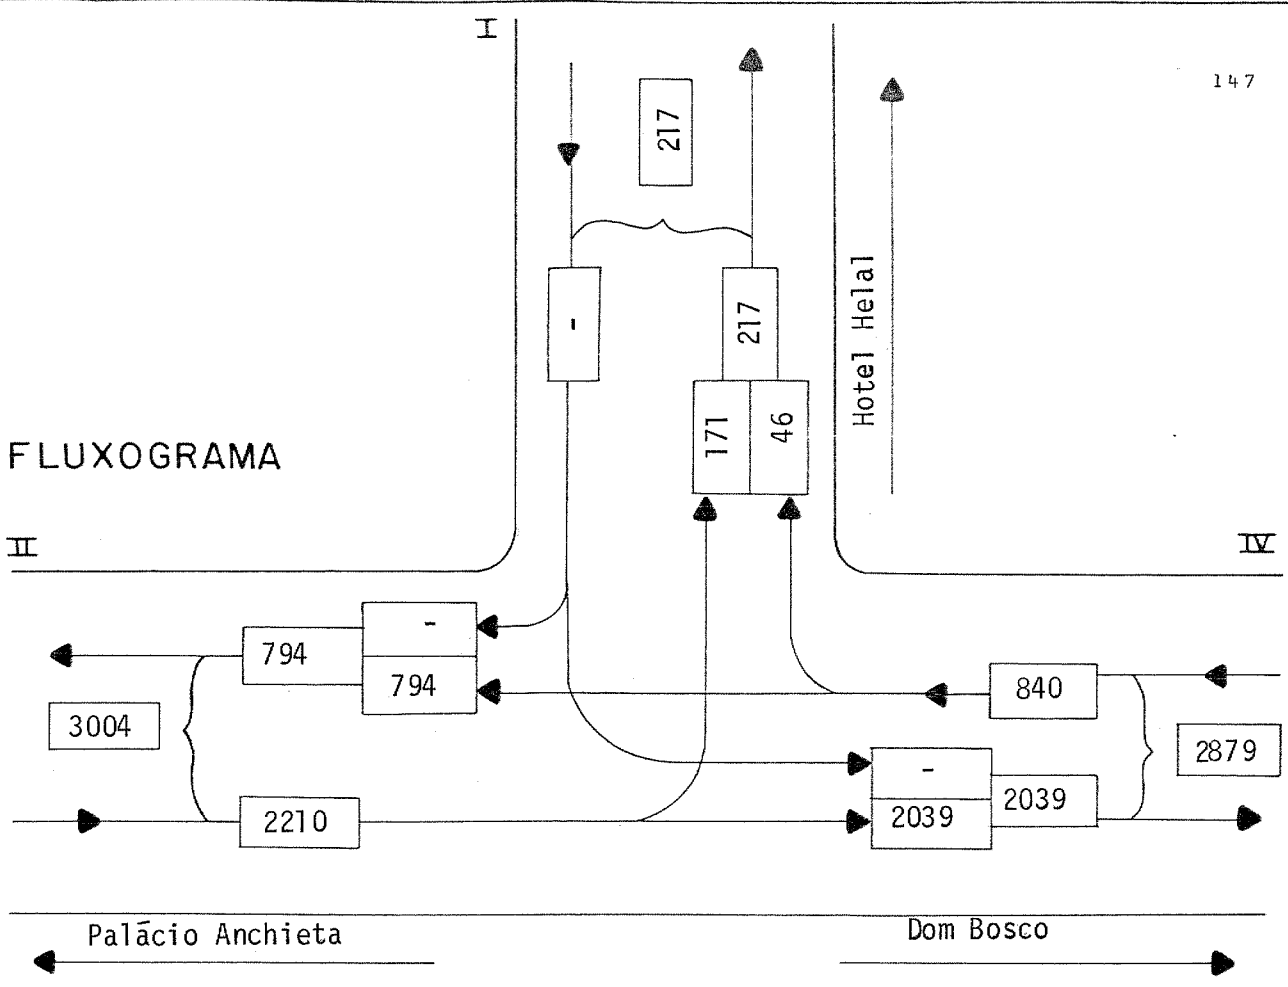 I
147
217
-
217
171
46
Hotel Helal
FLUXOGRAMA
II
IV
-
794
794
840
3004
2879
-
2039
2210
2039
Palácio Anchieta
Dom Bosco